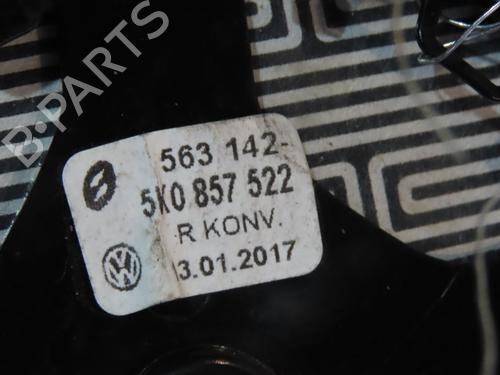 B-PARTS
563 142-
5K0 857 522
R KONV.
3.01.2017